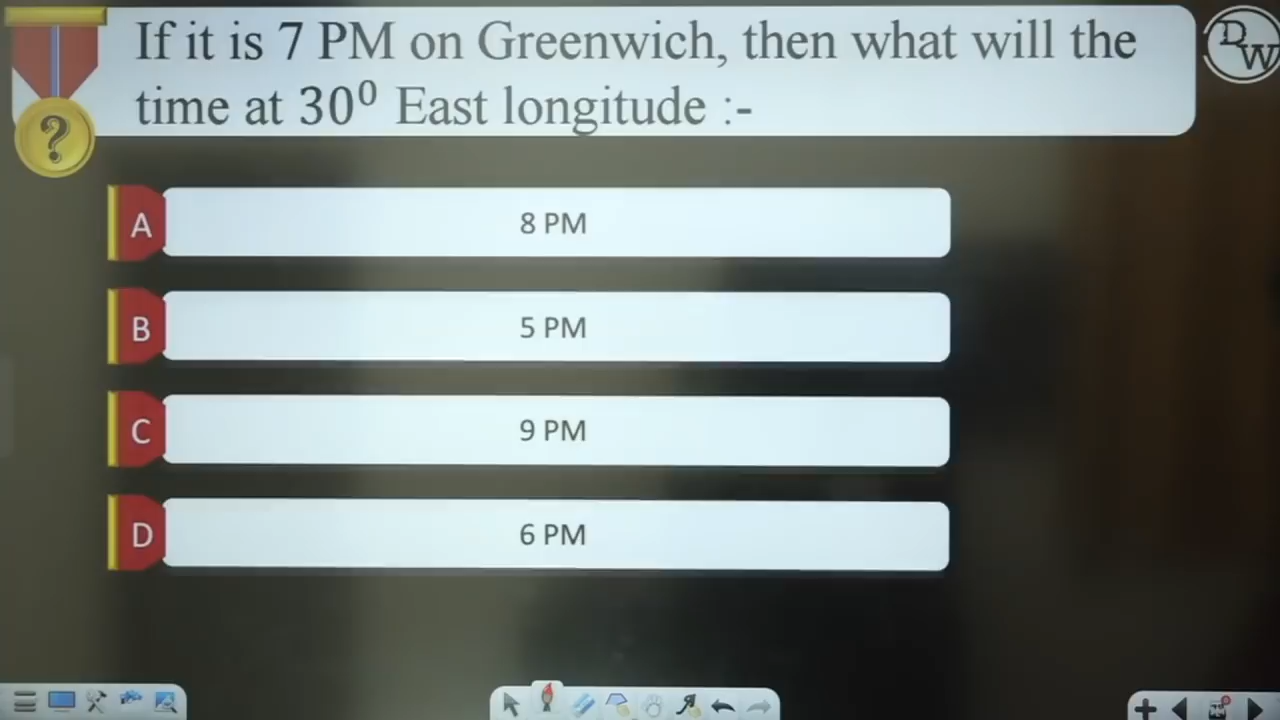 If it is 7 PM on Greenwich, then what will the
time at 30⁰ East longitude :-
?
DW
A
8 PM
B
5 PM
C
9 PM
D
6 PM